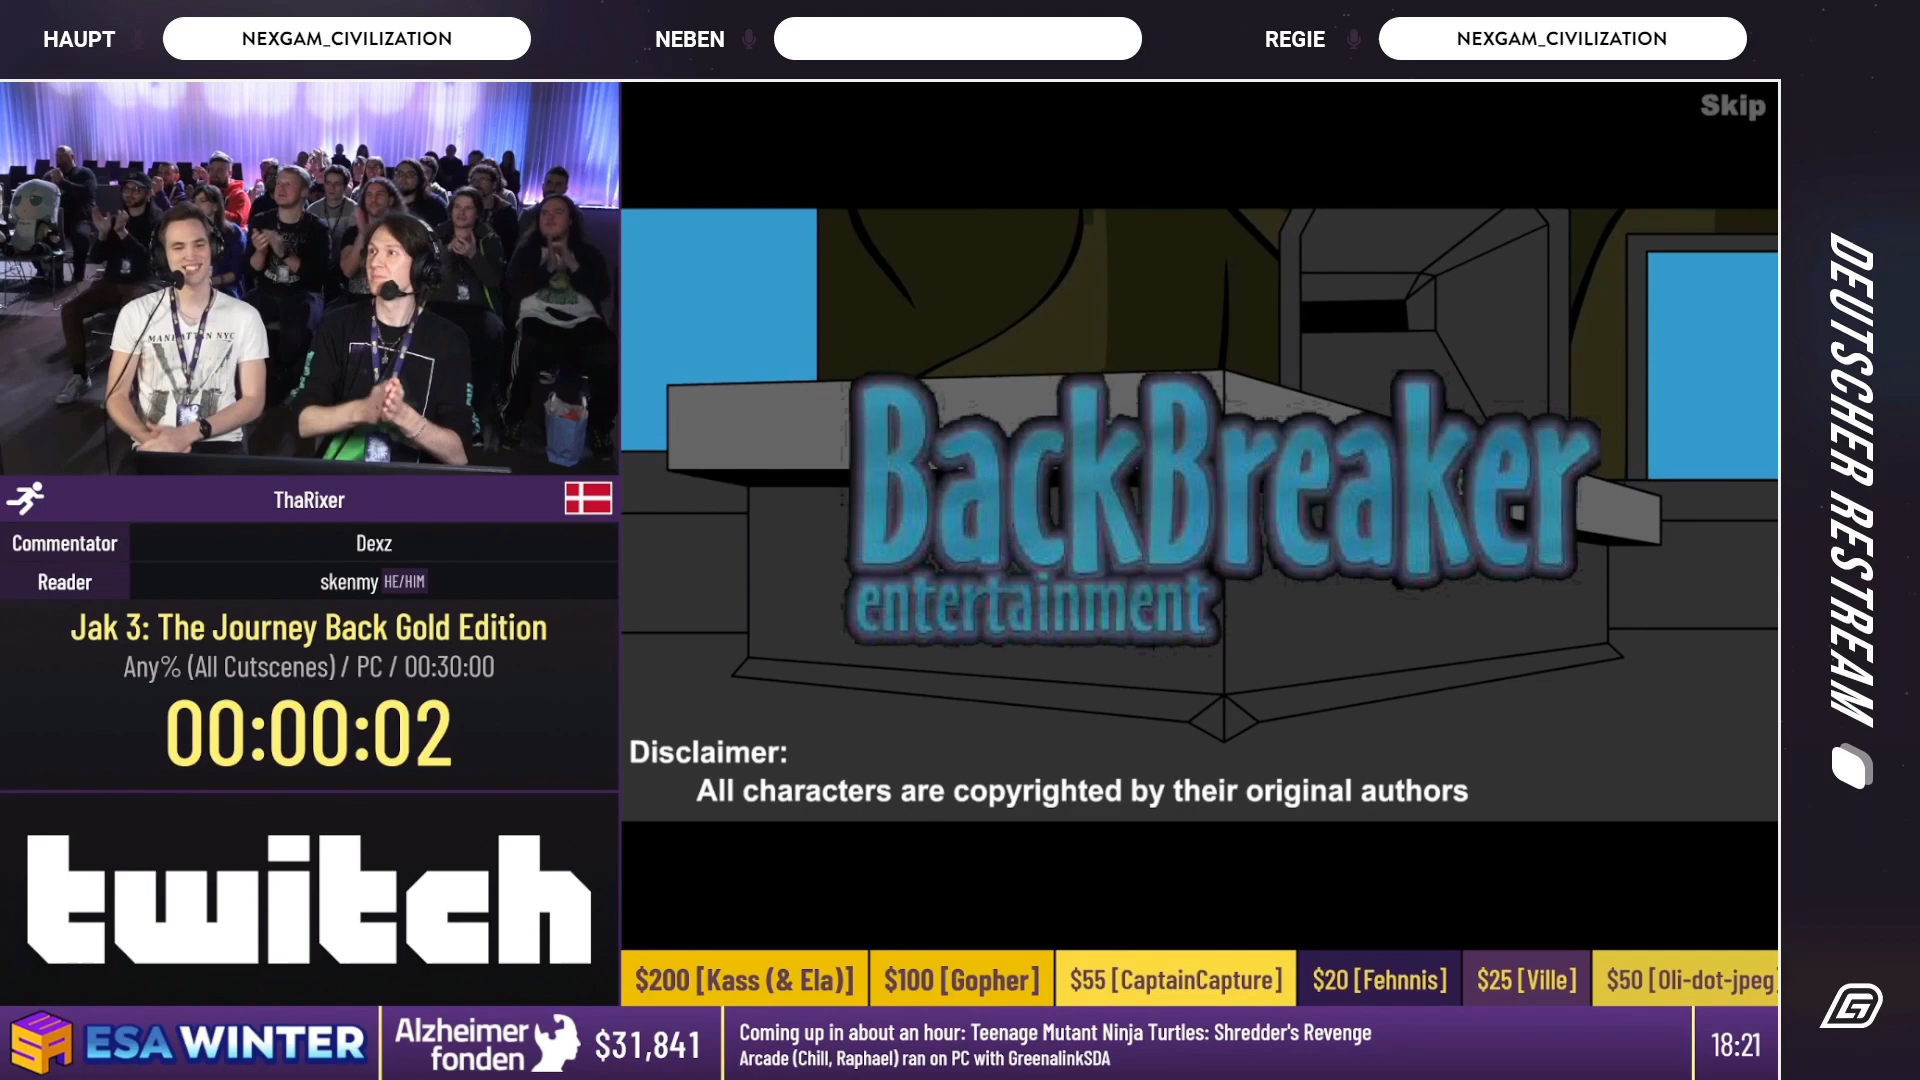 HAUPT
NEXGAM_CIVILIZATION
NEBEN
REGIE
NEXGAM_CIVILIZATION
Skip
MANHATTAN NYC
BackBreaker
entertainment
Disclaimer:
All characters are copyrighted by their original authors
ThaRixer
Commentator
Dexz
Reader
skenmy HE/HIM
Jak 3: The Journey Back Gold Edition
Any% (All Cutscenes) / PC / 00:30:00
00:00:02
twitch
$200 [Kass (& Ela)]
$100 [Gopher]
$55 [CaptainCapture]
$20 [Fehnnis]
$25 [Ville]
$50 [Oli-dot-jpeg]
ESA WINTER
Alzheimer
fonden
$31,841
Coming up in about an hour: Teenage Mutant Ninja Turtles: Shredder's Revenge
Arcade (Chill, Raphael) ran on PC with GreenalinkSDA
18:21
DEUTSCHER RESTREAM